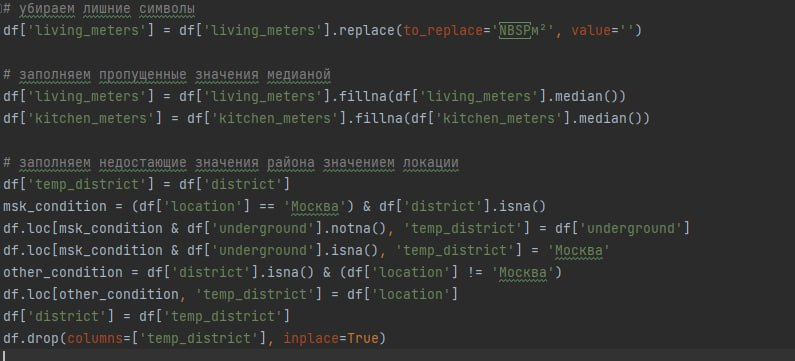 # убираем лишние символы
df['living_meters'] = df['living_meters'].replace(to_replace='NBSPм²', value='')
# заполняем пропущенные значения медианой
df['living_meters'] = df['living_meters'].fillna(df['living_meters'].median())
df['kitchen_meters'] = df['kitchen_meters'].fillna(df['kitchen_meters'].median())
# заполняем недостающие значения района значением локации
df['temp_district'] = df['district']
msk_condition = (df['location'] == 'Москва') & df['district'].isna()
df.loc[msk_condition & df['underground'].notna(), 'temp_district'] = df['underground']
df.loc[msk_condition & df['underground'].isna(), 'temp_district'] = 'Москва'
other_condition = df['district'].isna() & (df['location'] != 'Москва')
df.loc[other_condition, 'temp_district'] = df['location']
df['district'] = df['temp_district']
df.drop(columns=['temp_district'], inplace=True)